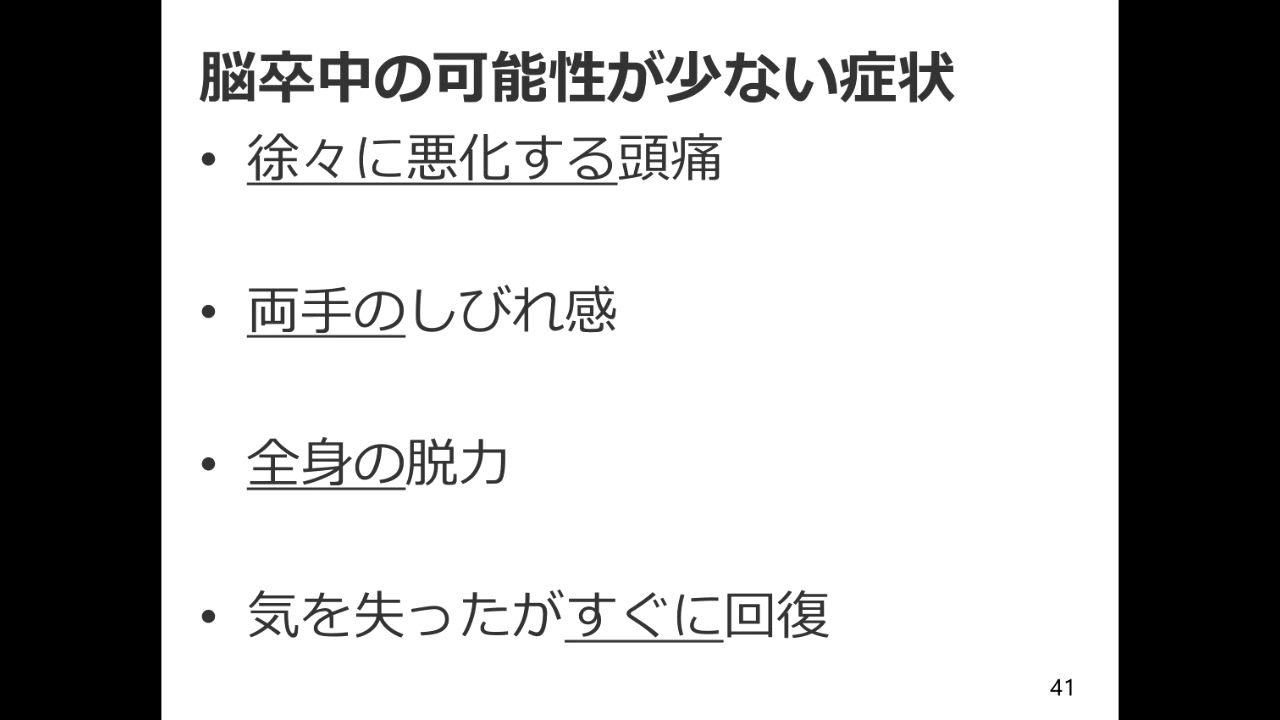 脳卒中の可能性が少ない症状
• 徐々に悪化する頭痛
• 両手のしびれ感
• 全身の脱力
• 気を失ったがすぐに回復
41